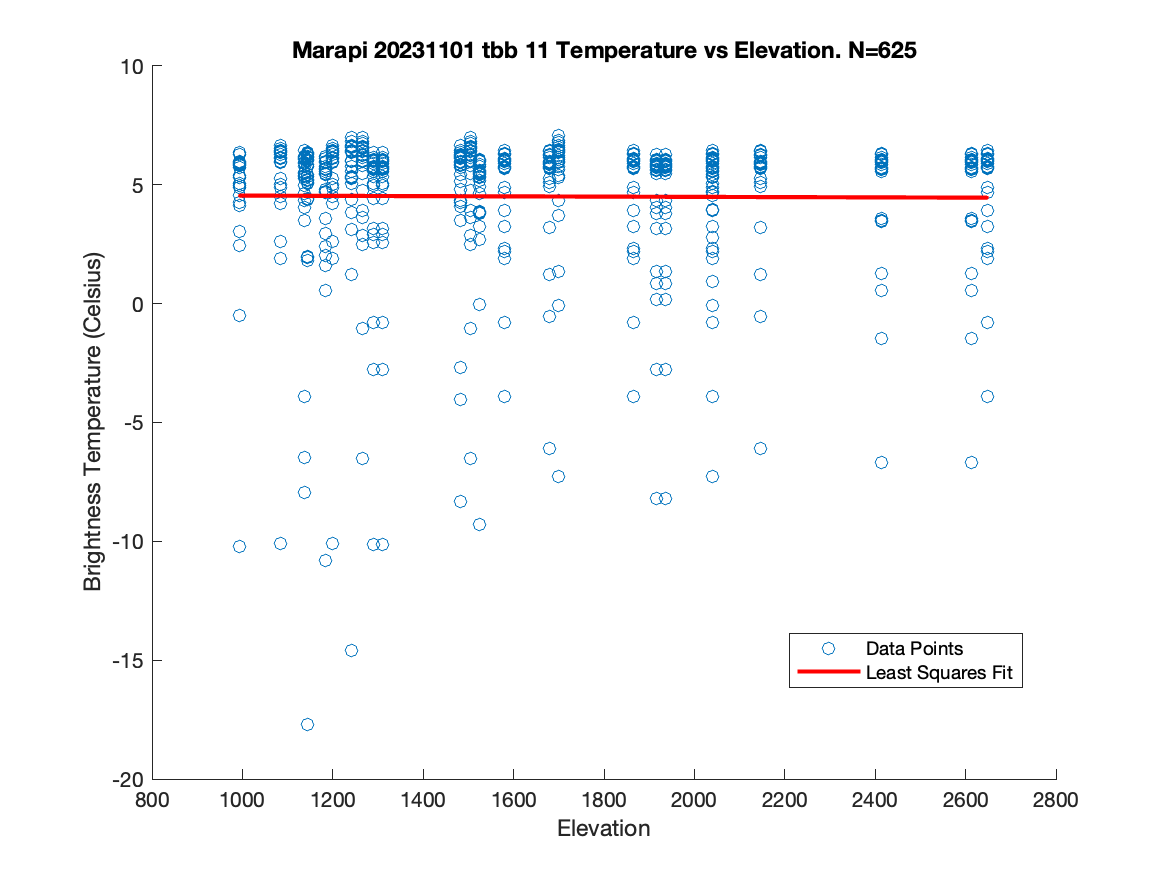 Marapi 20231101 tbb 11 Temperature vs Elevation. N=625
10
5
0
-5
-10
-15
-20
Brightness Temperature (Celsius)
Data Points
Least Squares Fit
800 1000 1200 1400 1600 1800 2000 2200 2400 2600 2800
Elevation